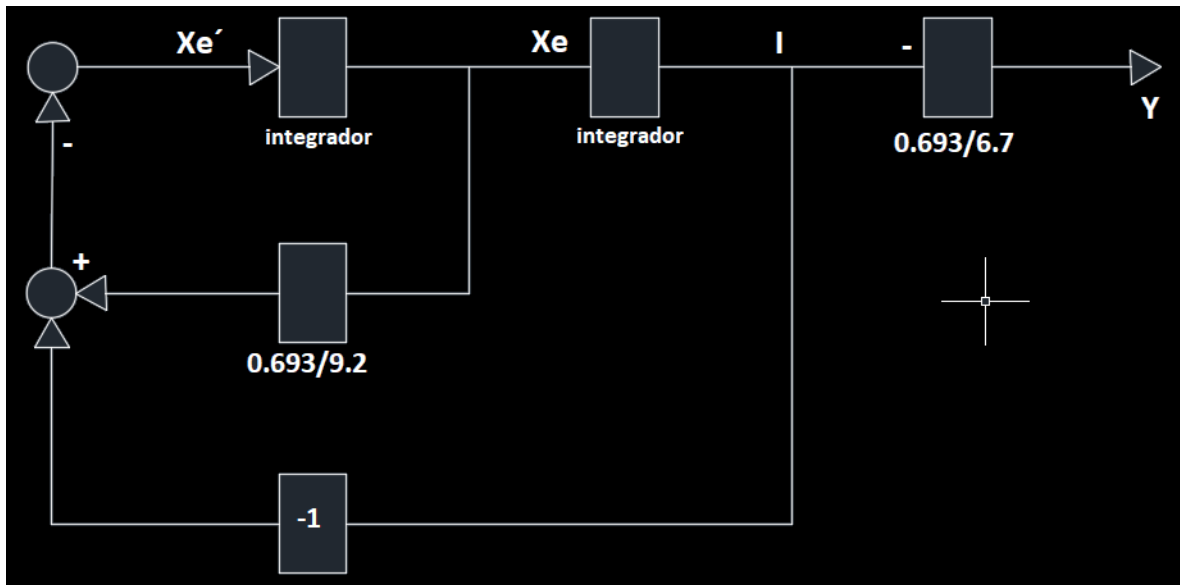 Xe´
Xe
I
-
Y
integrador
integrador
0.693/6.7
-
+
0.693/9.2
-1